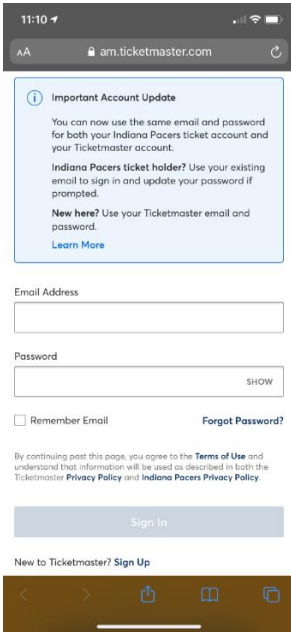 11:10
AA am.ticketmaster.com
Important Account Update
You can now use the same email and password
for both your Indiana Pacers ticket account and
your Ticketmaster account.
Indiana Pacers ticket holder? Use your existing
email to sign in and update your password if
prompted.
New here? Use your Ticketmaster email and
password.
Learn More
Email Address
Password
SHOW
Remember Email Forgot Password?
By continuing past this page, you agree to the Terms of Use and
understand that information will be used as described in both the
Ticketmaster Privacy Policy and Indiana Pacers Privacy Policy.
Sign In
New to Ticketmaster? Sign Up